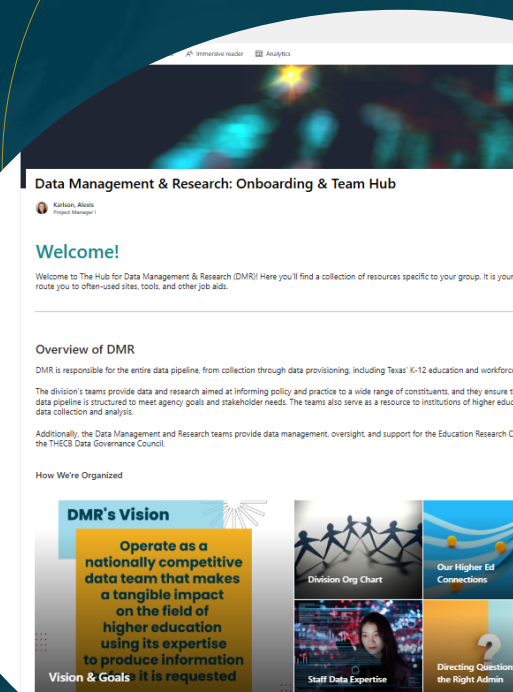 Immersive reader Analytics
Data Management & Research: Onboarding & Team Hub
Karlson, Alexis
Project Manager I
Welcome!
Welcome to The Hub for Data Management & Research (DMR)! Here you'll find a collection of resources specific to your group. It is your
route you to often-used sites, tools, and other job aids.
Overview of DMR
DMR is responsible for the entire data pipeline, from collection through data provisioning, including Texas' K-12 education and workforc
The division's teams provide data and research aimed at informing policy and practice to a wide range of constituents, and they ensure t
data pipeline is structured to meet agency goals and stakeholder needs. The teams also serve as a resource to institutions of higher educ
data collection and analysis.
Additionally, the Data Management and Research teams provide data management, oversight, and support for the Education Research C
the THECB Data Governance Council.
How We're Organized
DMR's Vision
Operate as a
nationally competitive
data team that makes
a tangible impact
on the field of
higher education
using its expertise
to produce information
it is requested
Vision & Goals
Division Org Chart
Our Higher Ed
Connections
Staff Data Expertise
Directing Question
the Right Admin